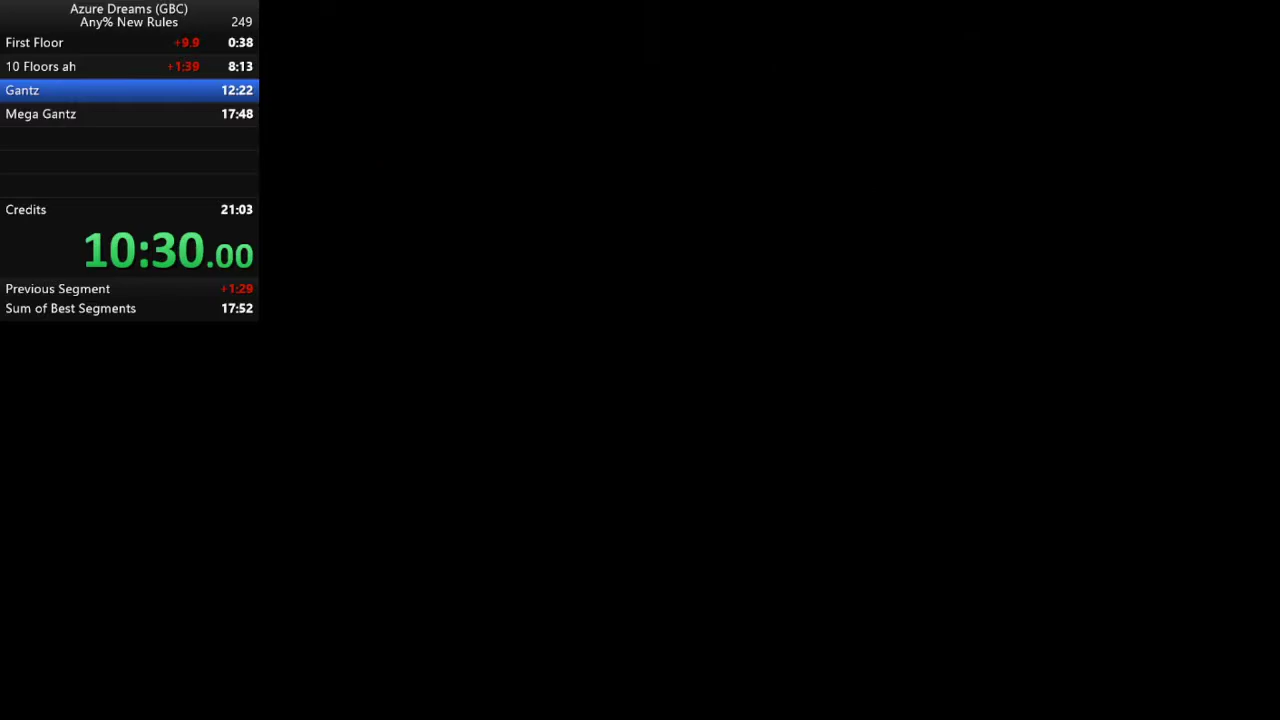 Azure Dreams (GBC)
Any% New Rules 249
First Floor +9.9 0:38
10 Floors ah +1:39 8:13
Gantz 12:22
Mega Gantz 17:48
Credits 21:03
10:30.00
Previous Segment +1:29
Sum of Best Segments 17:52